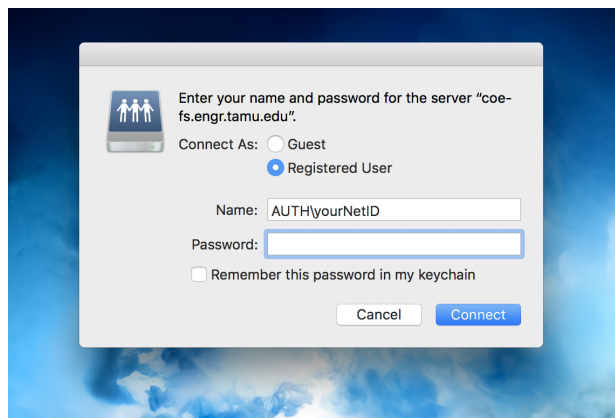 Enter your name and password for the server “coe-
fs.engr.tamu.edu”.
Connect As: Guest
Registered User
Name: AUTH\yourNetID
Password:
Remember this password in my keychain
Cancel Connect